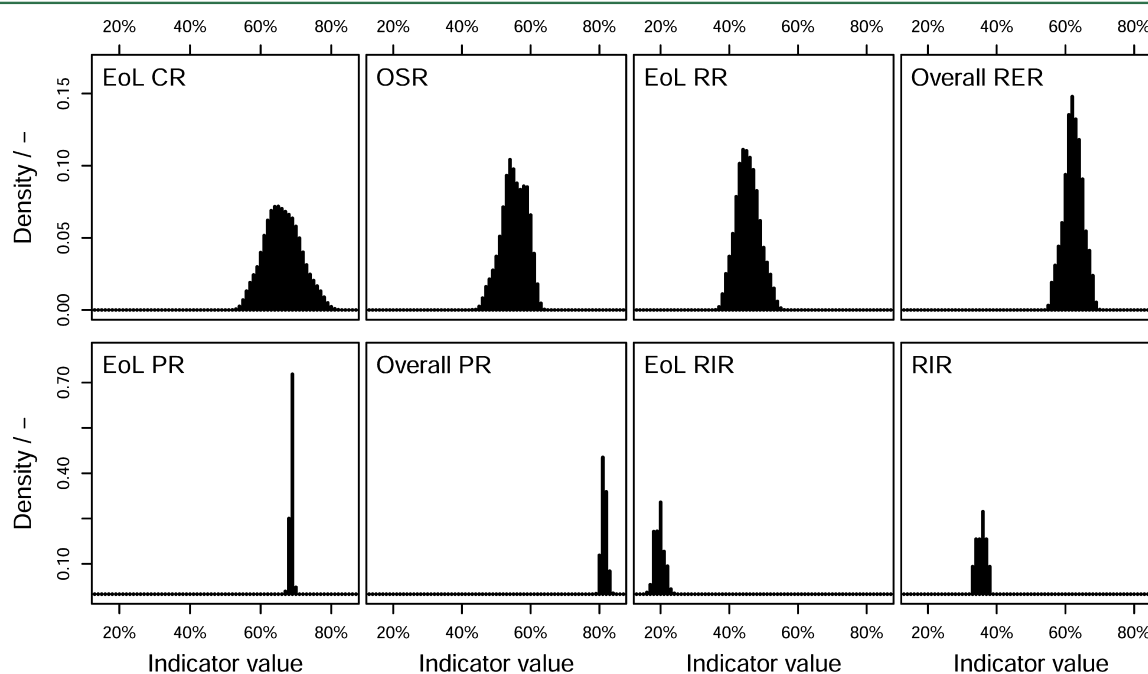 20% 40% 60% 80% 20% 40% 60% 80% 20% 40% 60% 80% 20% 40% 60% 80%
EoL CR OSR EoL RR Overall RER
Density / –
0.15
0.10
0.05
0.00
EoL PR Overall PR EoL RIR RIR
Density / –
0.70
0.40
0.10
20% 40% 60% 80% 20% 40% 60% 80% 20% 40% 60% 80% 20% 40% 60% 80%
Indicator value Indicator value Indicator value Indicator value